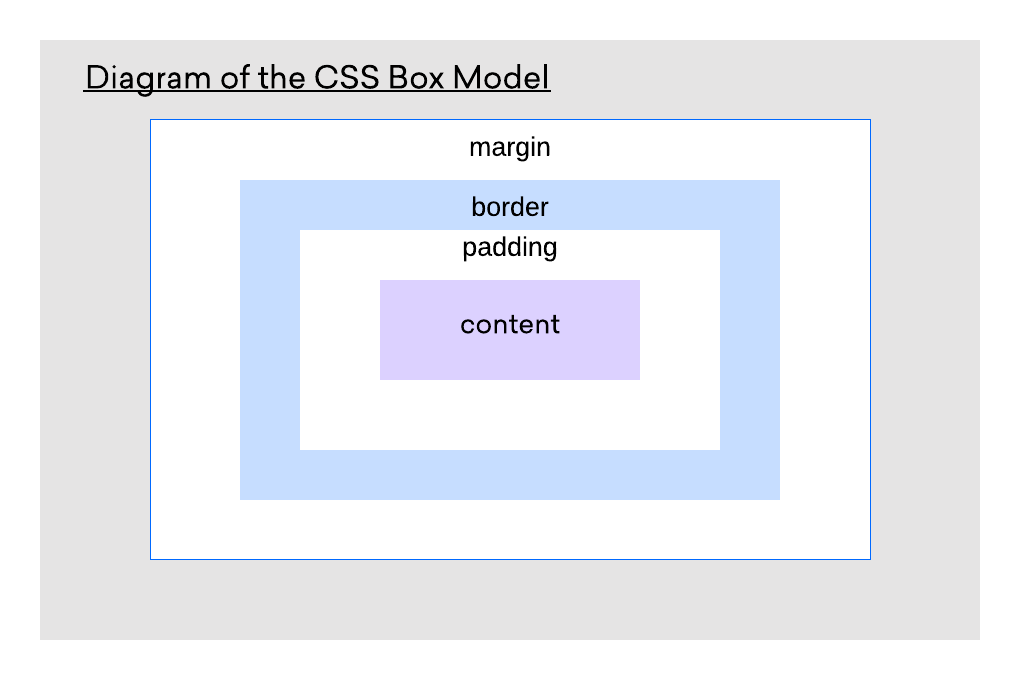 Diagram of the CSS Box Model
margin
border
padding
content